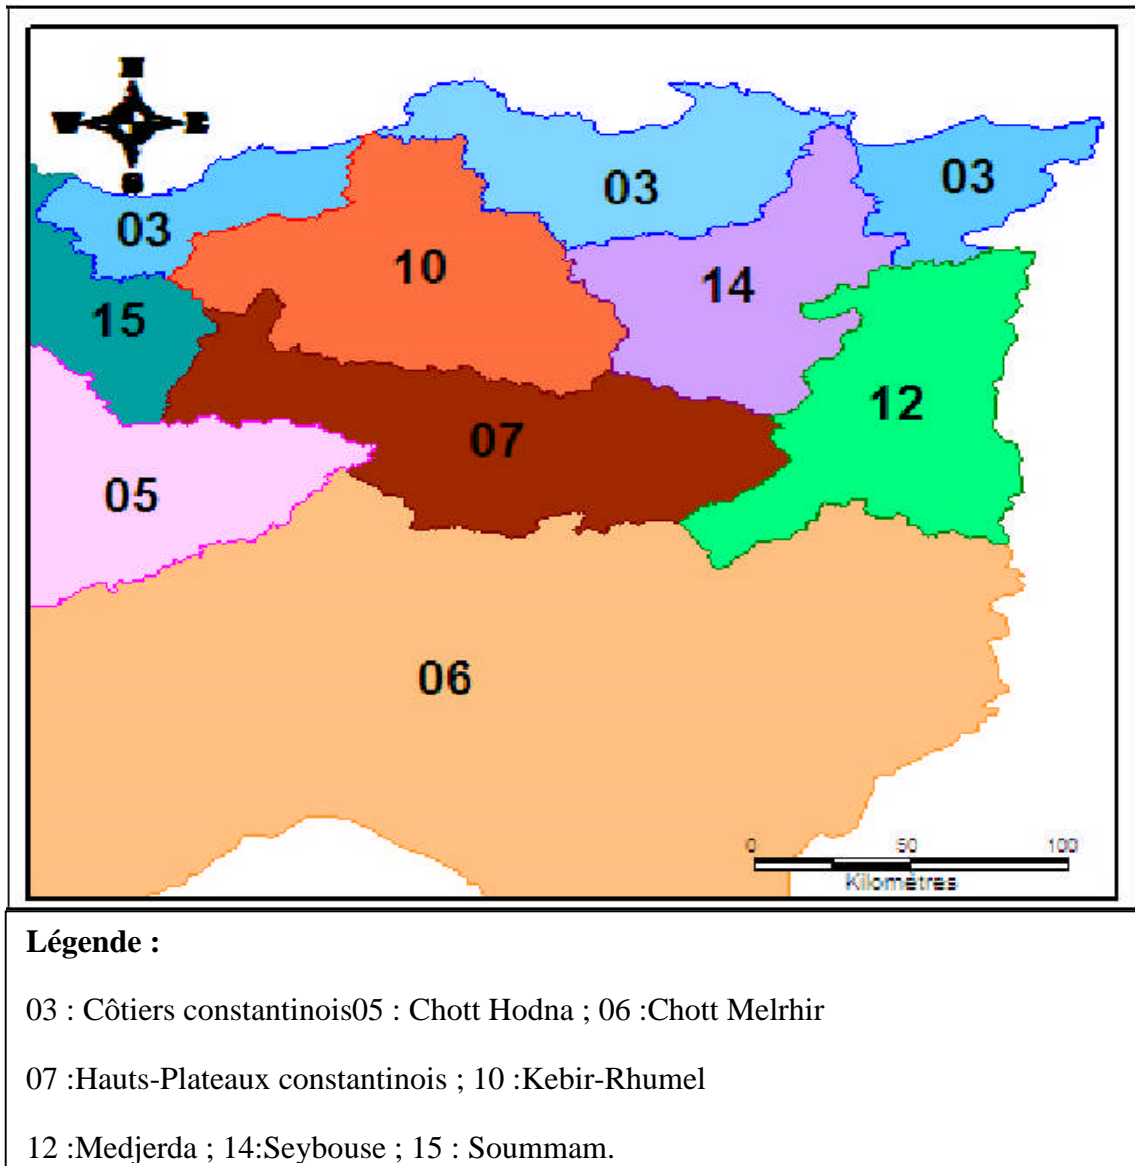 N
W E
S
03
03
03
10
14
15
12
07
05
06
0 50 100
Kilomètres
Légende :
03 : Côtiers constantinois05 : Chott Hodna ; 06 :Chott Melrhir
07 :Hauts-Plateaux constantinois ; 10 :Kebir-Rhumel
12 :Medjerda ; 14:Seybouse ; 15 : Soummam.